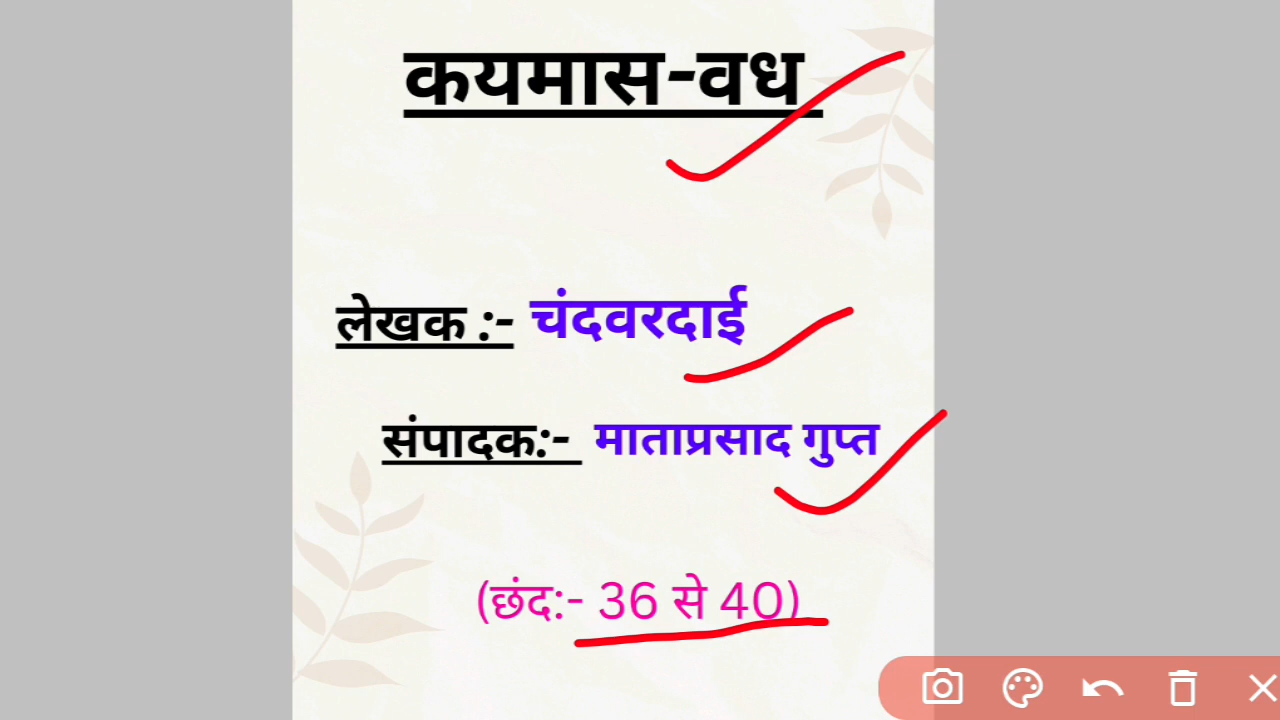 कयमास-वध
लेखक :- चंदवरदाई
संपादक:- माताप्रसाद गुप्त
(छंद:- 36 से 40)